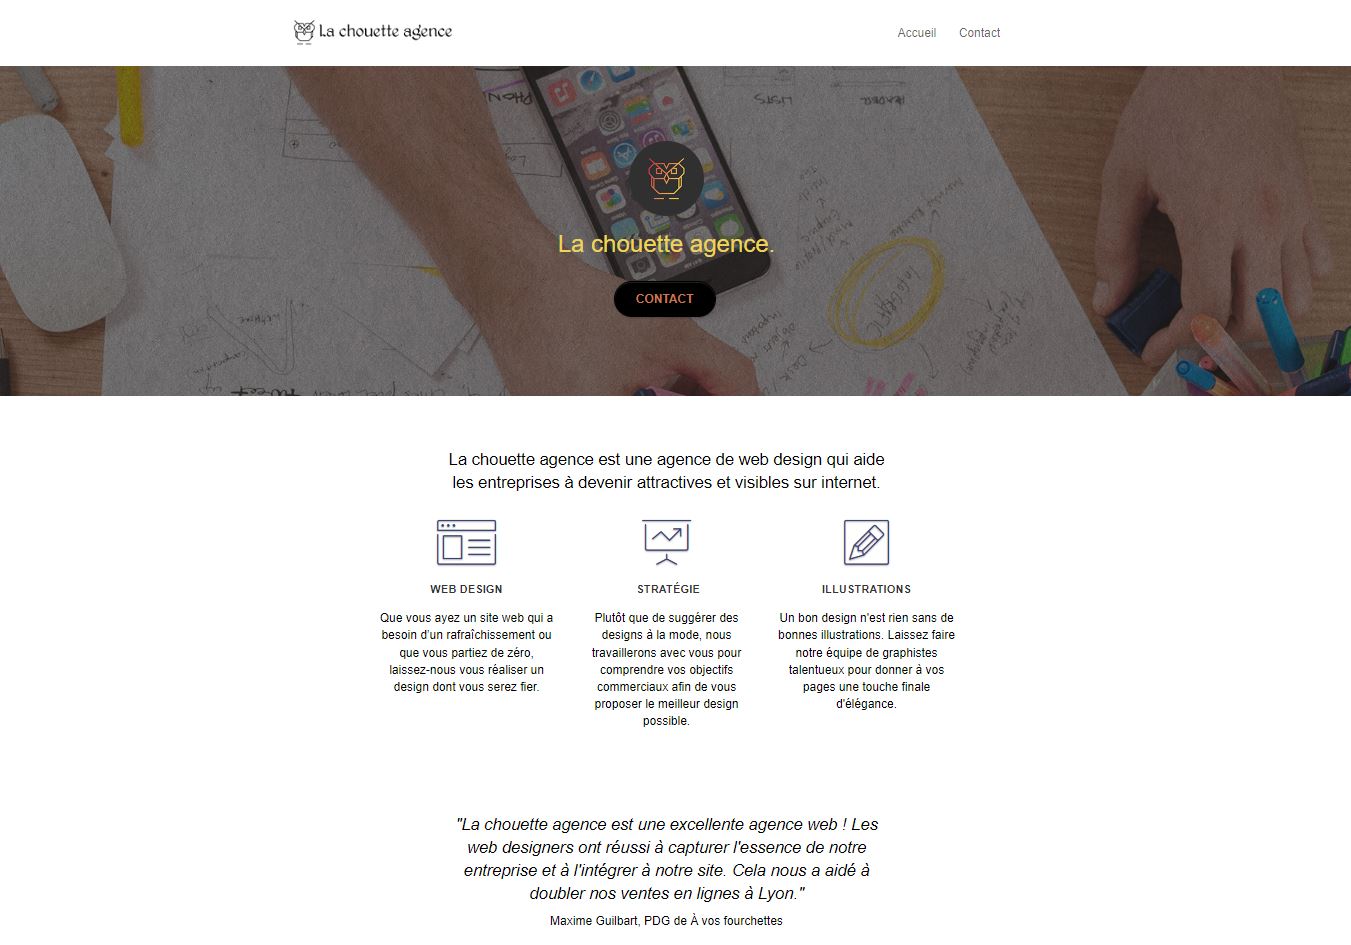 La chouette agence
Accueil
Contact
PHON
LISTS
HEADER
La chouette agence.
CONTACT
La chouette agence est une agence de web design qui aide
les entreprises à devenir attractives et visibles sur internet.
WEB DESIGN
Que vous ayez un site web qui a
besoin d'un rafraîchissement ou
que vous partiez de zéro,
laissez-nous vous réaliser un
design dont vous serez fier.
STRATÉGIE
Plutôt que de suggérer des
designs à la mode, nous
travaillerons avec vous pour
comprendre vos objectifs
commerciaux afin de vous
proposer le meilleur design
possible.
ILLUSTRATIONS
Un bon design n'est rien sans de
bonnes illustrations. Laissez faire
notre équipe de graphistes
talentueux pour donner à vos
pages une touche finale
d'élégance.
"La chouette agence est une excellente agence web ! Les
web designers ont réussi à capturer l'essence de notre
entreprise et à l'intégrer à notre site. Cela nous a aidé à
doubler nos ventes en lignes à Lyon."
Maxime Guilbart, PDG de À vos fourchettes